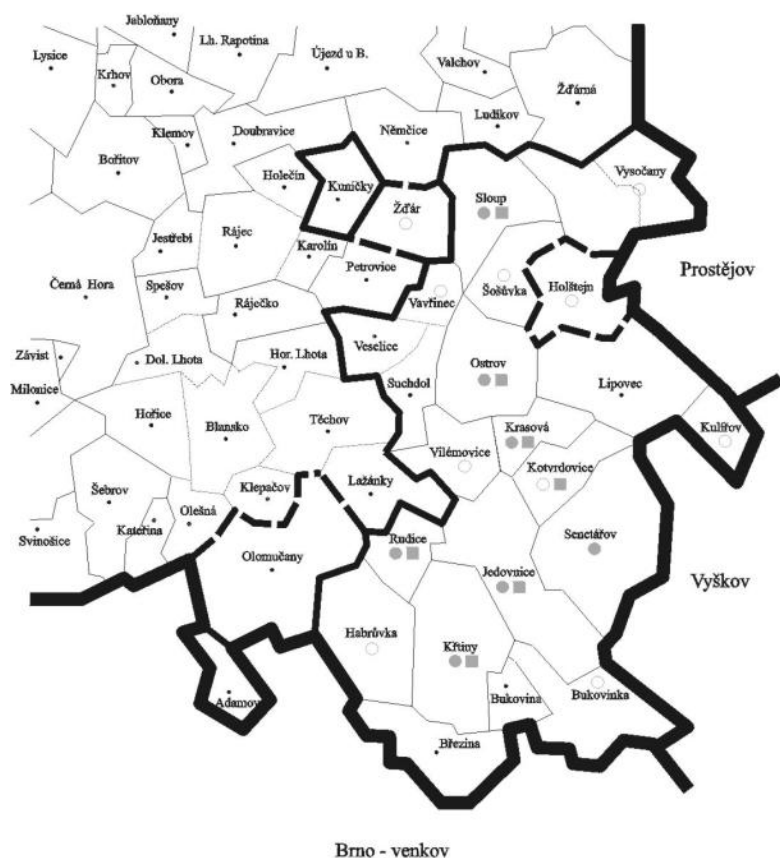 Jabloňany
Lh. Rapotina
Lysice
Újezd u B.
Valchov
Krhov
Obora
Žďárná
Klemov
Doubravice
Němčice
Ludíkov
Bořitov
Holečín
Kuničky
Sloup
Vysočany
Žďár
Jestřebí
Rájec
Karolín
Petrovice
Prostějov
Černá Hora
Spešov
Vavřinec
Šošůvka
Holštejn
Ráječko
Veselice
Závist
Dol. Lhota
Hor. Lhota
Ostrov
Milonice
Suchdol
Lipovec
Hořice
Blansko
Těchov
Krasová
Kulířov
Vilémovice
Kotvrdovice
Šebrov
Klepačov
Lažánky
Olešná
Kateřina
Svinošice
Rudice
Senetářov
Olomučany
Jedovnice
Vyškov
Habrůvka
Křtiny
Adamov
Bukovina
Bukovinka
Březina
Brno - venkov